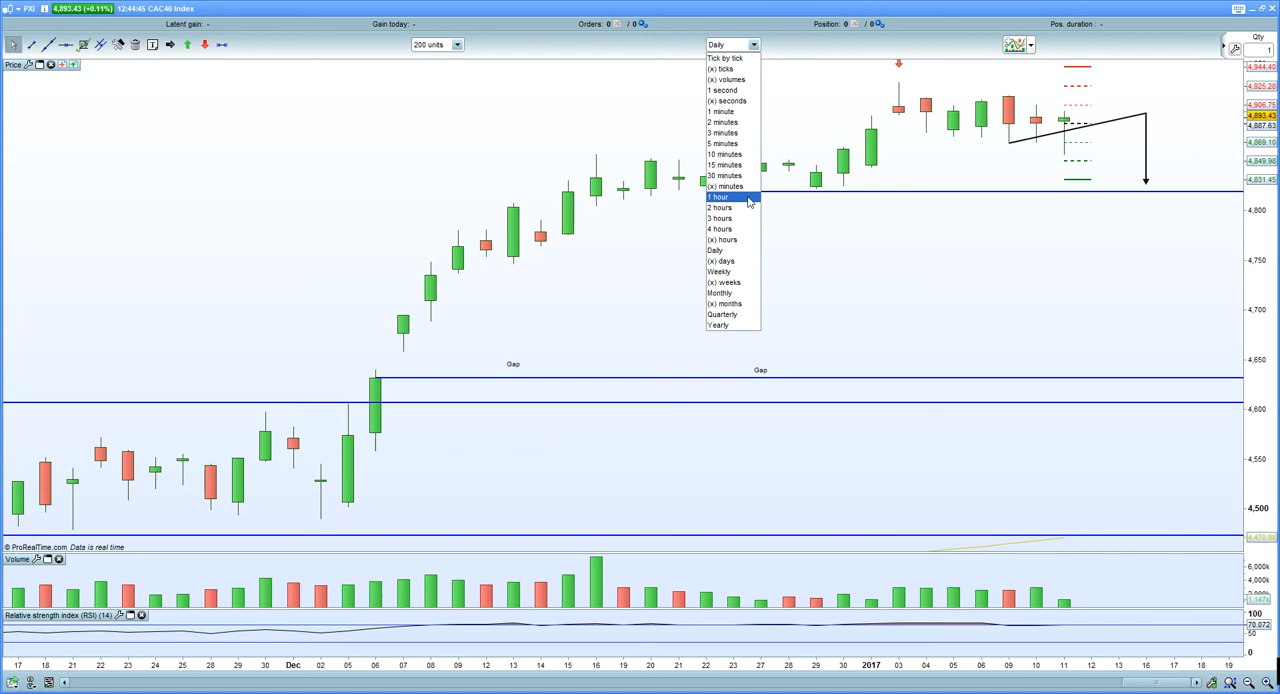 PXI 4,893.43 (+0.11%) 12:44:45 CAC40 Index
Latent gain: - Gain today: - Orders: 0 / 0 Position: 0 / 0 Pos. duration : -
200 units Daily Qty
1
Price
Tick by tick
(x) ticks
(x) volumes
1 second
(x) seconds
1 minute
2 minutes
3 minutes
5 minutes
10 minutes
15 minutes
30 minutes
(x) minutes
1 hour
2 hours
3 hours
4 hours
(x) hours
Daily
(x) days
Weekly
(x) weeks
Monthly
(x) months
Quarterly
Yearly
4,944.40
4,925.28
4,906.75
4,893.43
4,887.63
4,869.10
4,849.98
4,831.45
4,800
4,750
4,700
4,650
4,600
4,550
4,500
4,470.98
Gap Gap
© ProRealTime.com Data is real time
Volume
6,000k
4,000k
1,147k
Relative strength index (RSI) (14)
100
70.072
50
0
17 18 21 22 23 24 25 28 29 30 Dec 02 05 06 07 08 09 12 13 14 15 16 19 20 21 22 23 27 28 29 30 2017 03 04 05 06 09 10 11 12 13 16 17 18 19